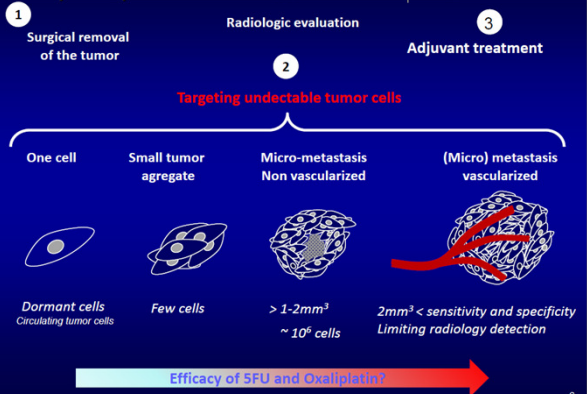 1
Surgical removal
of the tumor
Radiologic evaluation
2
3
Adjuvant treatment
Targeting undectable tumor cells
One cell
Small tumor
agregate
Micro-metastasis
Non vascularized
(Micro) metastasis
vascularized
Dormant cells
Circulating tumor cells
Few cells
> 1-2mm³
~ 10⁶ cells
2mm³ < sensitivity and specificity
Limiting radiology detection
Efficacy of 5FU and Oxaliplatin?